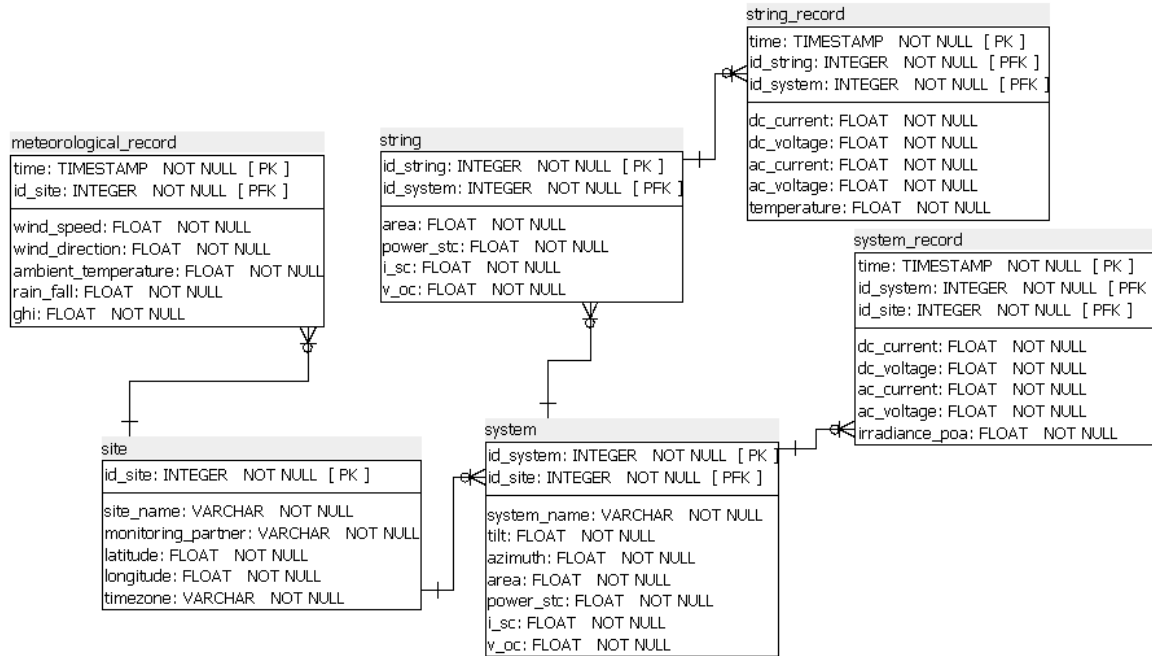 string_record
time: TIMESTAMP NOT NULL [ PK ]
id_string: INTEGER NOT NULL [ PFK ]
id_system: INTEGER NOT NULL [ PFK ]
dc_current: FLOAT NOT NULL
dc_voltage: FLOAT NOT NULL
ac_current: FLOAT NOT NULL
ac_voltage: FLOAT NOT NULL
temperature: FLOAT NOT NULL
meteorological_record
time: TIMESTAMP NOT NULL [ PK ]
id_site: INTEGER NOT NULL [ PFK ]
wind_speed: FLOAT NOT NULL
wind_direction: FLOAT NOT NULL
ambient_temperature: FLOAT NOT NULL
rain_fall: FLOAT NOT NULL
ghi: FLOAT NOT NULL
string
id_string: INTEGER NOT NULL [ PK ]
id_system: INTEGER NOT NULL [ PFK ]
area: FLOAT NOT NULL
power_stc: FLOAT NOT NULL
i_sc: FLOAT NOT NULL
v_oc: FLOAT NOT NULL
system_record
time: TIMESTAMP NOT NULL [ PK ]
id_system: INTEGER NOT NULL [ PFK
id_site: INTEGER NOT NULL [ PFK ]
dc_current: FLOAT NOT NULL
dc_voltage: FLOAT NOT NULL
ac_current: FLOAT NOT NULL
ac_voltage: FLOAT NOT NULL
irradiance_poa: FLOAT NOT NULL
site
id_site: INTEGER NOT NULL [ PK ]
site_name: VARCHAR NOT NULL
monitoring_partner: VARCHAR NOT NULL
latitude: FLOAT NOT NULL
longitude: FLOAT NOT NULL
timezone: VARCHAR NOT NULL
system
id_system: INTEGER NOT NULL [ PK ]
id_site: INTEGER NOT NULL [ PFK ]
system_name: VARCHAR NOT NULL
tilt: FLOAT NOT NULL
azimuth: FLOAT NOT NULL
area: FLOAT NOT NULL
power_stc: FLOAT NOT NULL
i_sc: FLOAT NOT NULL
v_oc: FLOAT NOT NULL